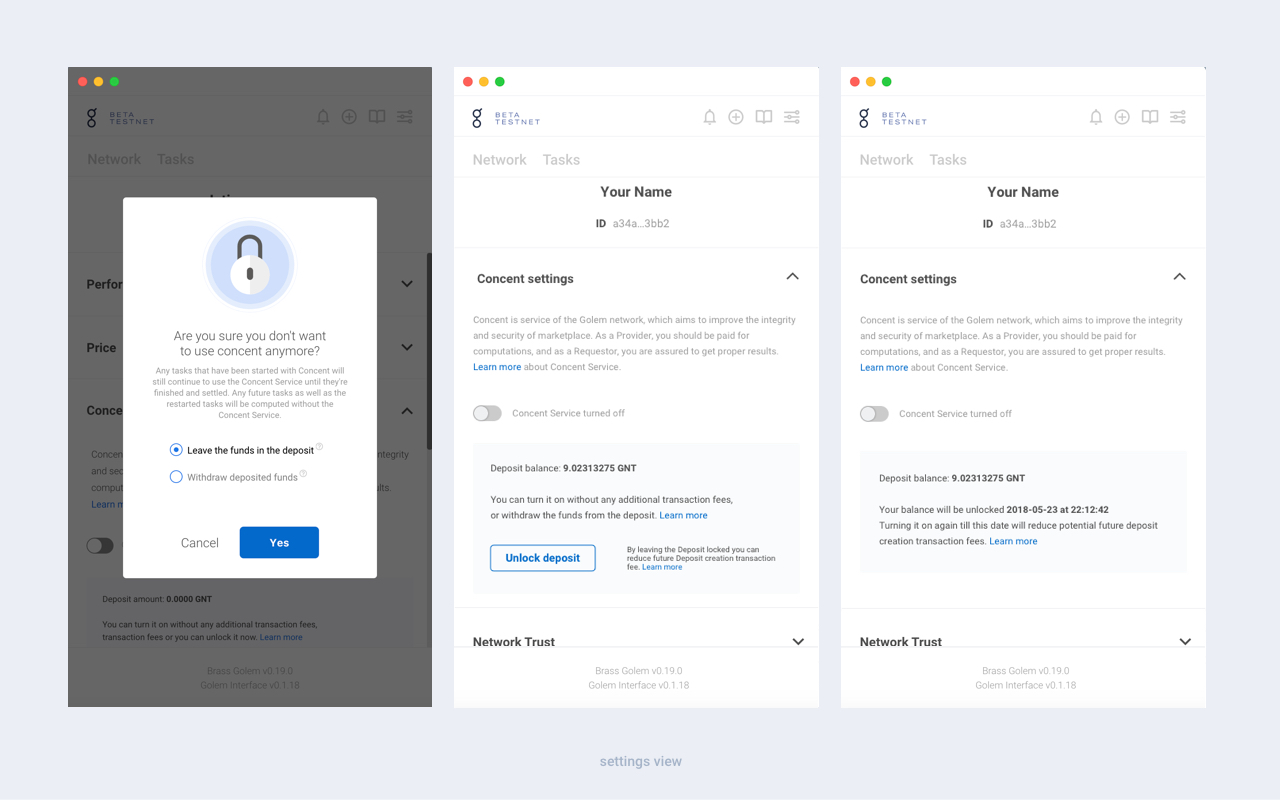 BETA
TESTNET
Network Tasks
Perfor
Price
Conce
Concen
tegrity
and sec
comput
ults.
Learn m
Are you sure you don't want
to use concent anymore?
Any tasks that have been started with Concent will
still continue to use the Concent Service until they're
finished and settled. Any future tasks as well as the
restarted tasks will be computed without the
Concent Service.
Leave the funds in the deposit ?
Withdraw deposited funds ?
Cancel Yes
Deposit amount: 0.0000 GNT
You can turn it on without any additional transaction fees,
transaction fees or you can unlock it now. Learn more
Brass Golem v0.19.0
Golem Interface v0.1.18
BETA
TESTNET
Network Tasks
Your Name
ID a34a...3bb2
Concent settings
Concent is service of the Golem network, which aims to improve the integrity
and security of marketplace. As a Provider, you should be paid for
computations, and as a Requestor, you are assured to get proper results.
Learn more about Concent Service.
Concent Service turned off
Deposit balance: 9.02313275 GNT
You can turn it on without any additional transaction fees,
or withdraw the funds from the deposit. Learn more
Unlock deposit
By leaving the Deposit locked you can
reduce future Deposit creation transaction
fee. Learn more
Network Trust
Brass Golem v0.19.0
Golem Interface v0.1.18
BETA
TESTNET
Network Tasks
Your Name
ID a34a...3bb2
Concent settings
Concent is service of the Golem network, which aims to improve the integrity
and security of marketplace. As a Provider, you should be paid for
computations, and as a Requestor, you are assured to get proper results.
Learn more about Concent Service.
Concent Service turned off
Deposit balance: 9.02313275 GNT
Your balance will be unlocked 2018-05-23 at 22:12:42
Turning it on again till this date will reduce potential future deposit
creation transaction fees. Learn more
Network Trust
Brass Golem v0.19.0
Golem Interface v0.1.18
settings view